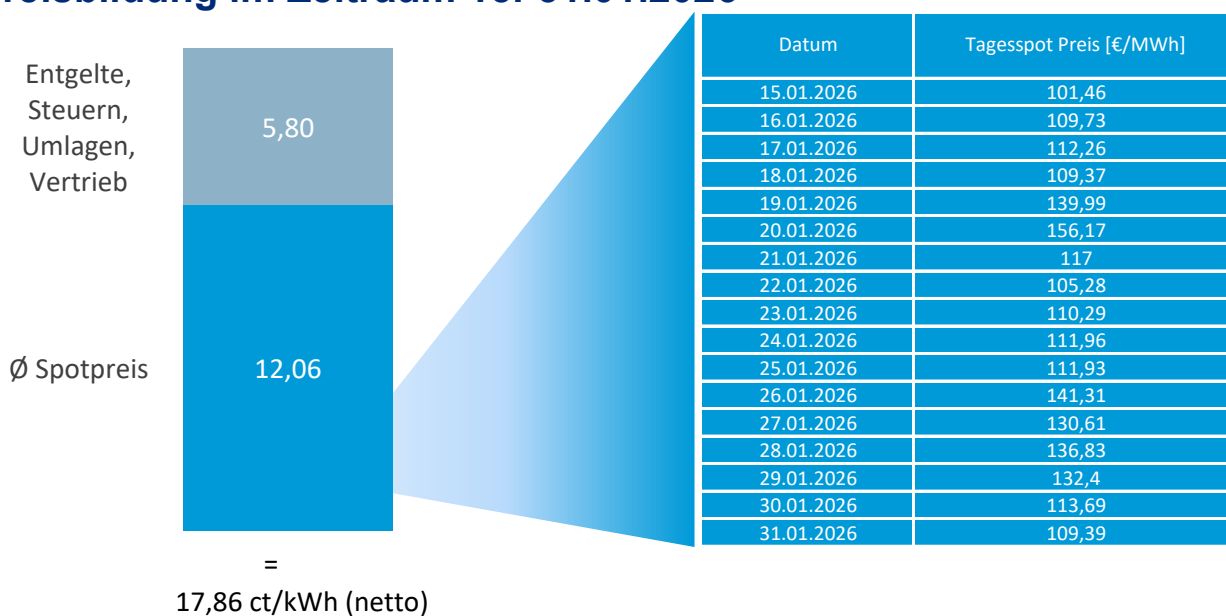 Entgelte,
Steuern,
Umlagen,
Vertrieb
5,80
Ø Spotpreis
12,06
=
17,86 ct/kWh (netto)
Datum Tagesspot Preis [€/MWh]
15.01.2026 101,46
16.01.2026 109,73
17.01.2026 112,26
18.01.2026 109,37
19.01.2026 139,99
20.01.2026 156,17
21.01.2026 117
22.01.2026 105,28
23.01.2026 110,29
24.01.2026 111,96
25.01.2026 111,93
26.01.2026 141,31
27.01.2026 130,61
28.01.2026 136,83
29.01.2026 132,4
30.01.2026 113,69
31.01.2026 109,39